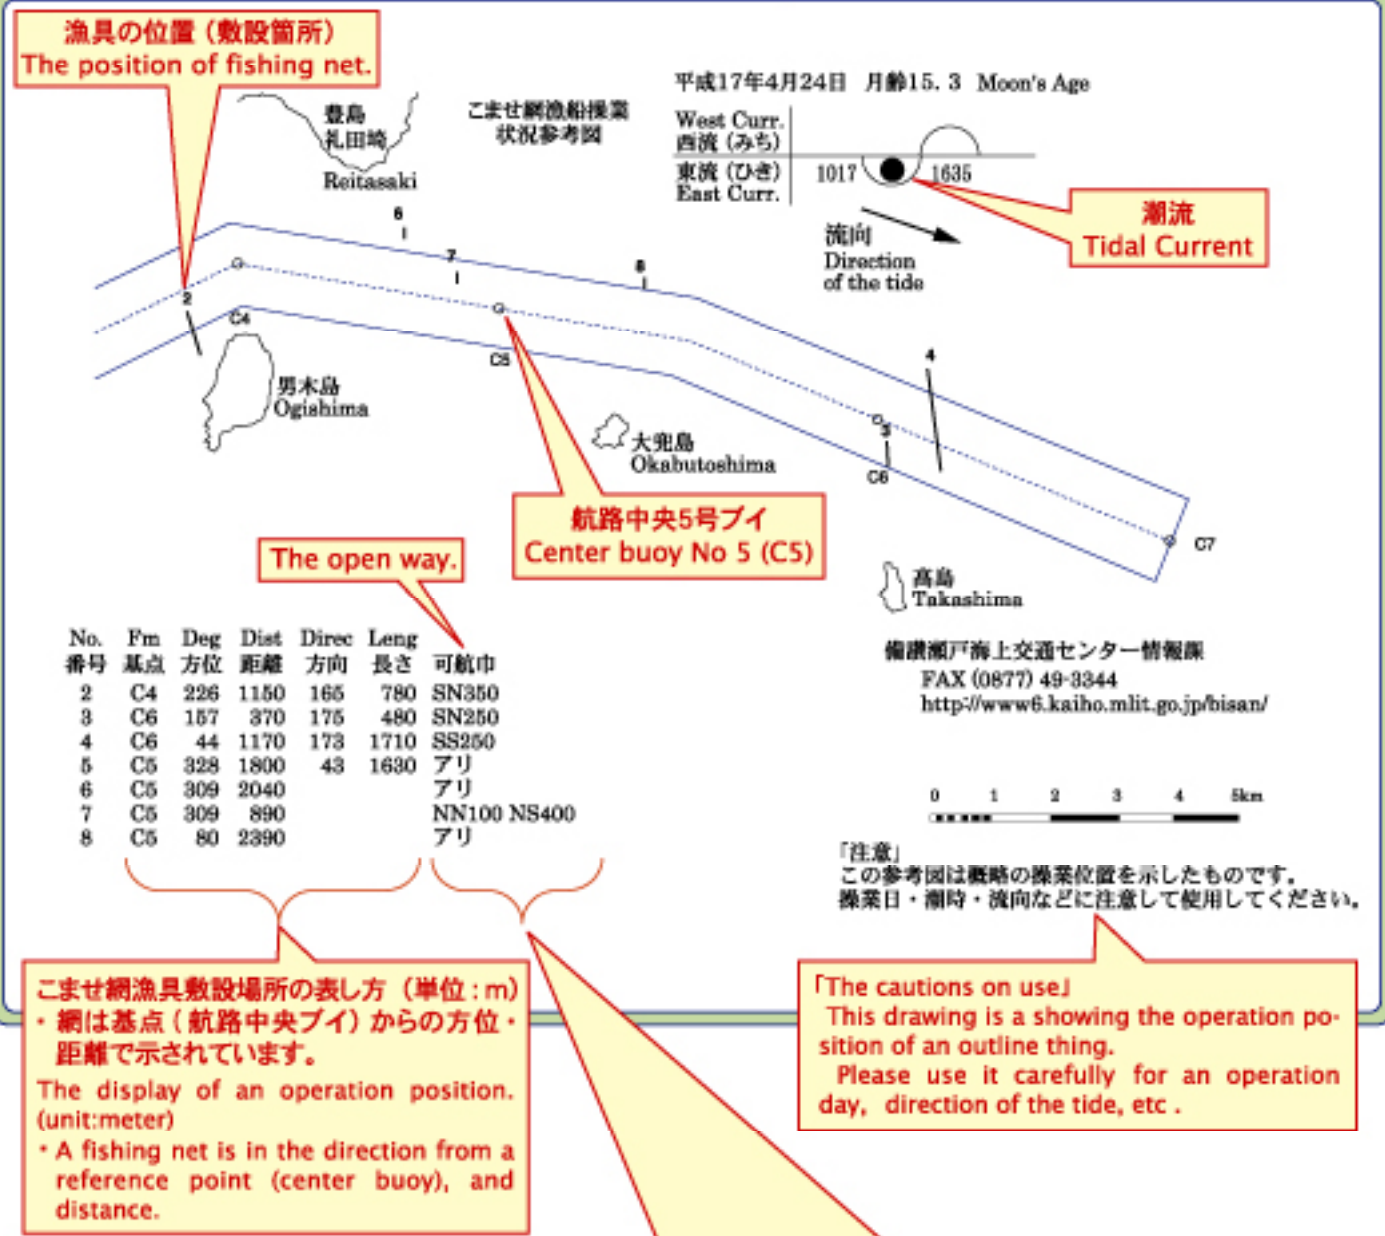 漁具の位置（敷設箇所）
The position of fishing net.
豊島
礼田埼
Reitasaki
こませ網漁船操業
状況参考図
平成17年4月24日 月齢15.3 Moon's Age
West Curr.
西流（みち）
東流（ひき）
East Curr.
1017
1635
潮流
Tidal Current
流向
Direction
of the tide
6
7
8
2
C4
C5
4
3
C6
C7
男木島
Ogishima
大兜島
Okabutoshima
航路中央5号ブイ
Center buoy No 5 (C5)
The open way.
高島
Takashima
備讃瀬戸海上交通センター情報課
FAX (0877) 49-3344
http://www6.kaiho.mlit.go.jp/bisan/
No. Fm Deg Dist Direc Leng
番号 基点 方位 距離 方向 長さ 可航巾
2 C4 226 1150 165 780 SN350
3 C6 157 370 175 480 SN250
4 C6 44 1170 173 1710 SS250
5 C5 328 1800 43 1630 アリ
6 C5 309 2040 アリ
7 C5 309 890 NN100 NS400
8 C5 80 2390 アリ
0 1 2 3 4 5km
「注意」
この参考図は概略の操業位置を示したものです。
操業日・潮時・流向などに注意して使用してください。
こませ網漁具敷設場所の表し方（単位：m）
・網は基点（航路中央ブイ）からの方位・
距離で示されています。
The display of an operation position.
(unit:meter)
・A fishing net is in the direction from a
reference point (center buoy), and
distance.
「The cautions on use」
This drawing is a showing the operation po-
sition of an outline thing.
Please use it carefully for an operation
day, direction of the tide, etc .